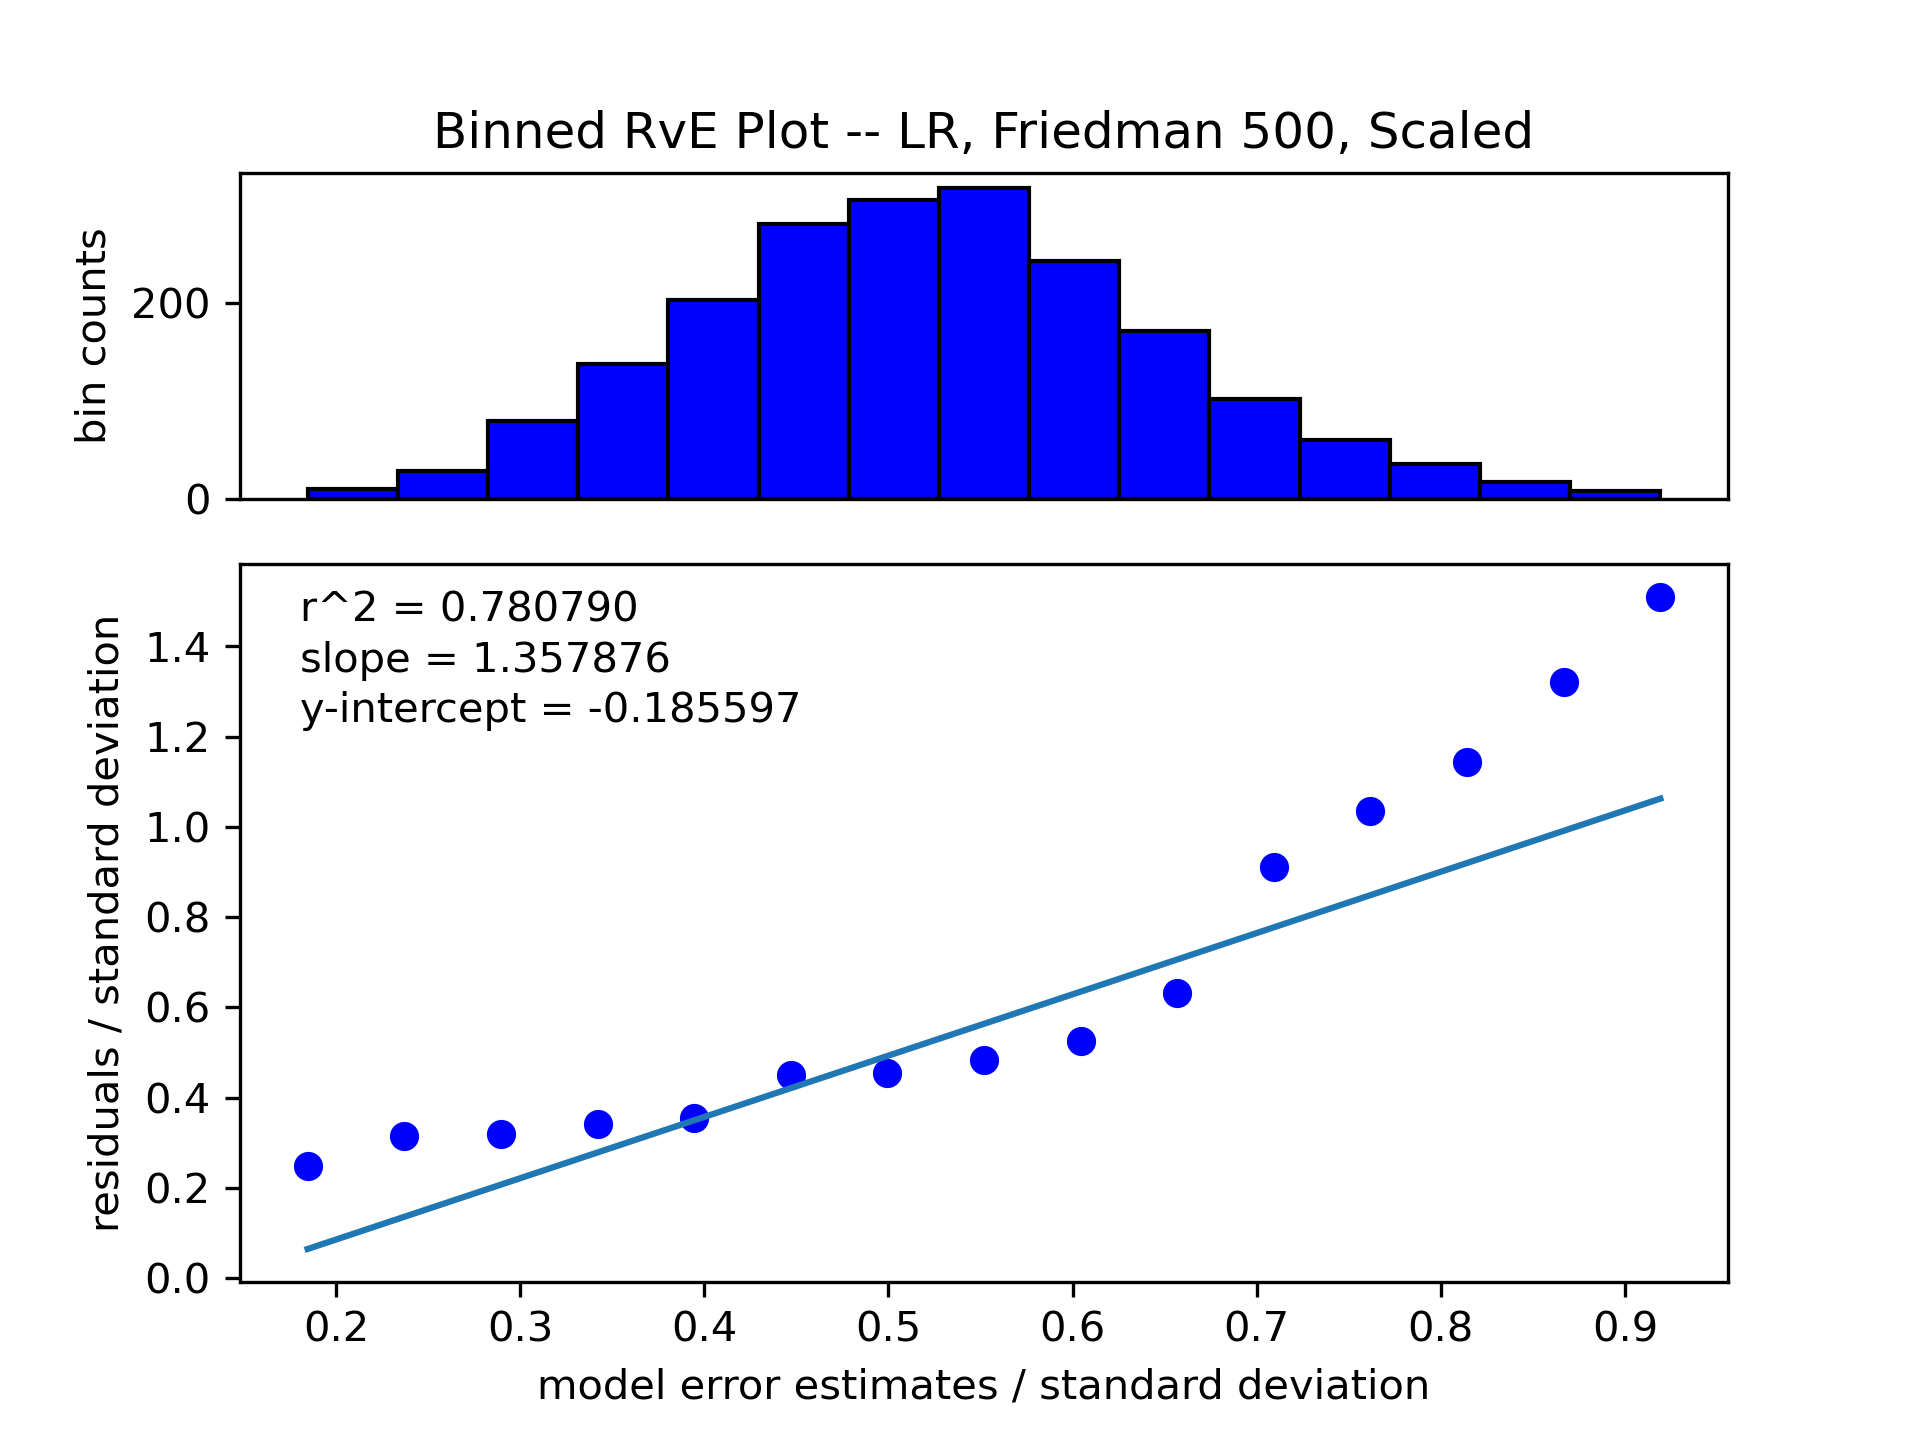 Binned RvE Plot -- LR, Friedman 500, Scaled
bin counts
200
0
r^2 = 0.780790
slope = 1.357876
y-intercept = -0.185597
residuals / standard deviation
1.4
1.2
1.0
0.8
0.6
0.4
0.2
0.0
0.2 0.3 0.4 0.5 0.6 0.7 0.8 0.9
model error estimates / standard deviation